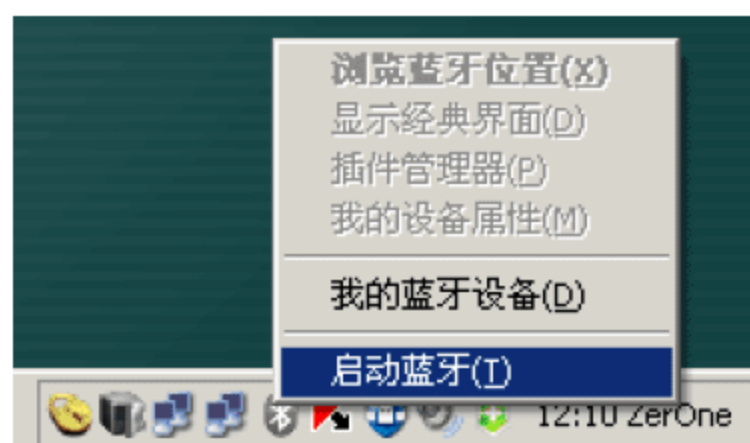 浏览蓝牙位置(X)
显示经典界面(D)
插件管理器(P)
我的设备属性(M)
我的蓝牙设备(D)
启动蓝牙(T)
12:10 ZerOne